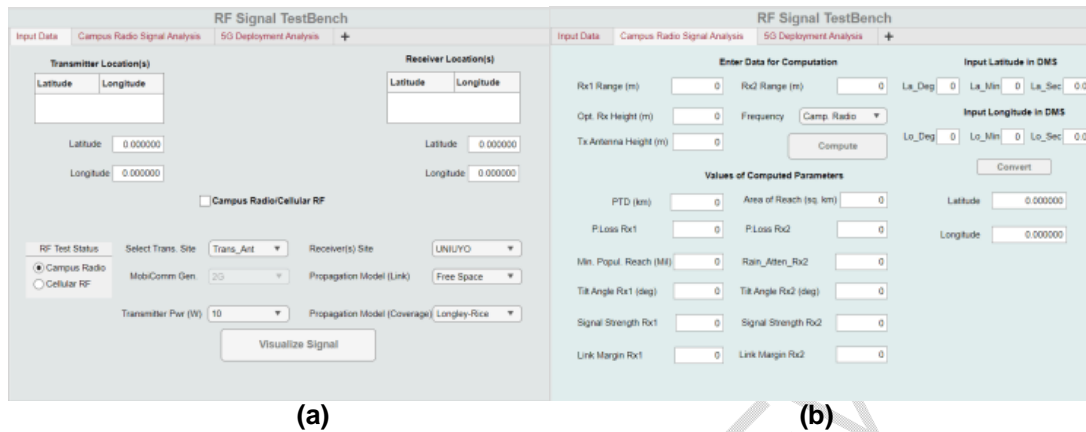 RF Signal TestBench
Input Data Campus Radio Signal Analysis 5G Deployment Analysis +
Transmitter Location(s) Receiver Location(s)
Latitude Longitude Latitude Longitude
Latitude 0.000000 Latitude 0.000000
Longitude 0.000000 Longitude 0.000000
Campus Radio/Cellular RF
RF Test Status Select Trans. Site Trans_Ant Receiver(s) Site UNIUYO
Campus Radio
MobiComm Gen. 2G Propagation Model (Link) Free Space
Cellular RF
Transmitter Pwr (W) 10 Propagation Model (Coverage) Longley-Rice
Visualize Signal
(a)
RF Signal TestBench
Input Data Campus Radio Signal Analysis 5G Deployment Analysis +
Enter Data for Computation Input Latitude in DMS
Rx1 Range (m) 0 Rx2 Range (m) 0 La_Deg 0 La_Min 0 La_Sec 0.0
Opt. Rx Height (m) 0 Frequency Camp. Radio Input Longitude in DMS
Tx Antenna Height (m) 0 Compute Lo_Deg 0 Lo_Min 0 Lo_Sec 0.0
Convert
Values of Computed Parameters
PTD (km) 0 Area of Reach (sq. km) 0 Latitude 0.000000
P.Loss Rx1 0 P.Loss Rx2 0 Longitude 0.000000
Min. Popul. Reach (Mil) 0 Rain_Atten_Rx2 0
Tilt Angle Rx1 (deg) 0 Tilt Angle Rx2 (deg) 0
Signal Strength Rx1 0 Signal Strength Rx2 0
Link Margin Rx1 0 Link Margin Rx2 0
(b)